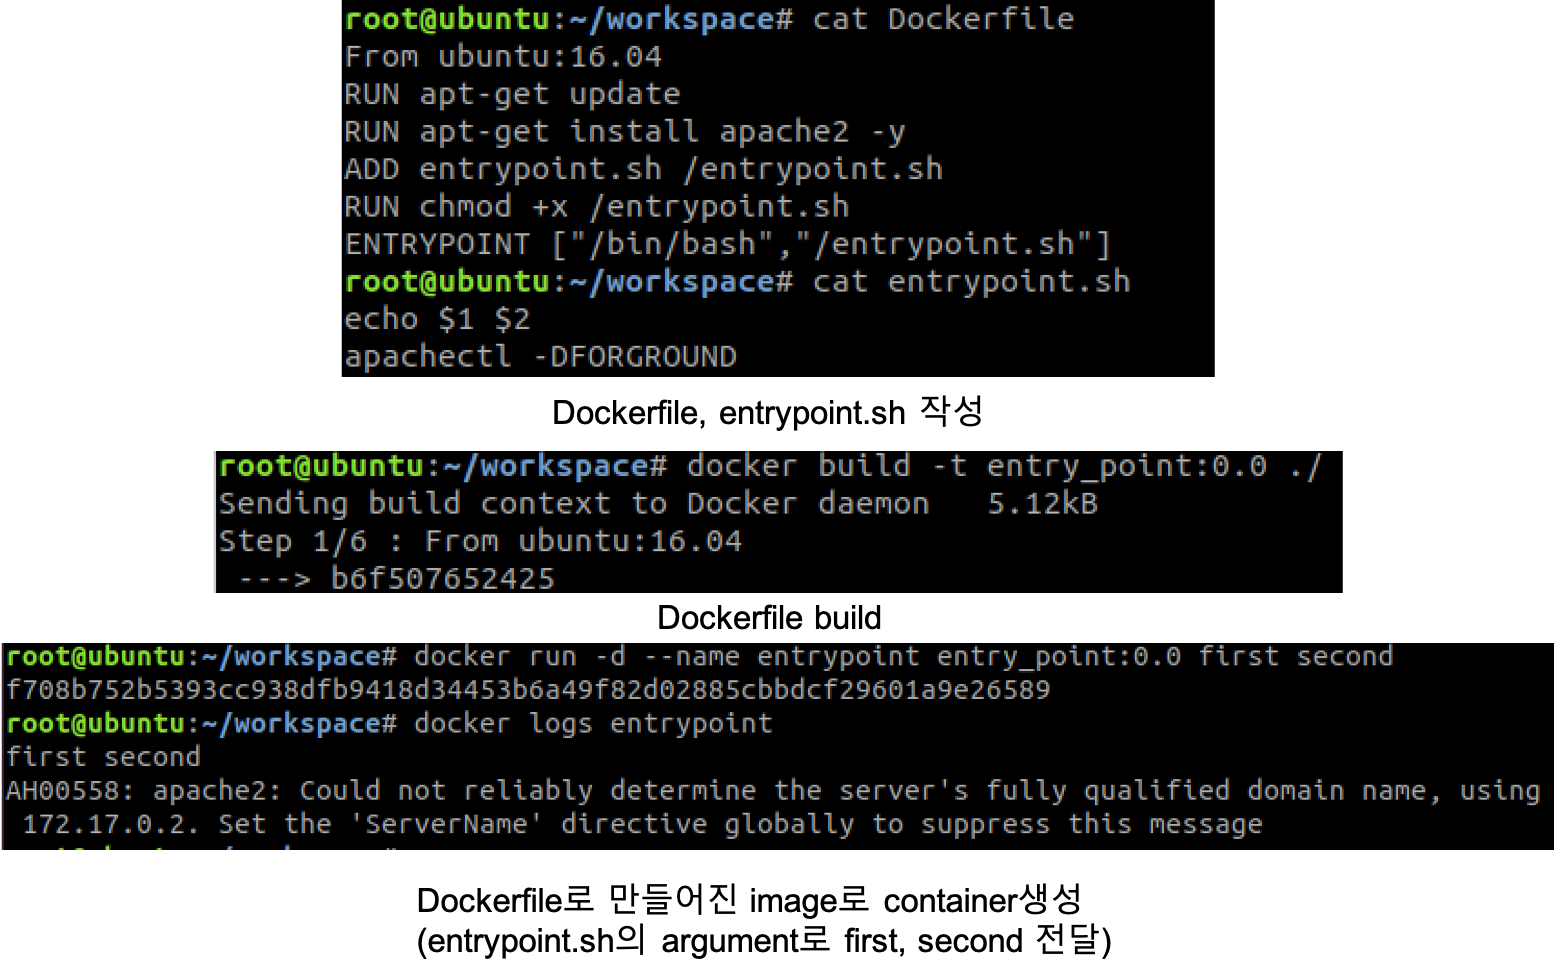 root@ubuntu:~/workspace# cat Dockerfile
From ubuntu:16.04
RUN apt-get update
RUN apt-get install apache2 -y
ADD entrypoint.sh /entrypoint.sh
RUN chmod +x /entrypoint.sh
ENTRYPOINT ["/bin/bash","/entrypoint.sh"]
root@ubuntu:~/workspace# cat entrypoint.sh
echo $1 $2
apachectl -DFORGROUND
Dockerfile, entrypoint.sh 작성
root@ubuntu:~/workspace# docker build -t entry_point:0.0 ./
Sending build context to Docker daemon   5.12kB
Step 1/6 : From ubuntu:16.04
 ---> b6f507652425
Dockerfile build
root@ubuntu:~/workspace# docker run -d --name entrypoint entry_point:0.0 first second
f708b752b5393cc938dfb9418d34453b6a49f82d02885cbbdcf29601a9e26589
root@ubuntu:~/workspace# docker logs entrypoint
first second
AH00558: apache2: Could not reliably determine the server's fully qualified domain name, using
 172.17.0.2. Set the 'ServerName' directive globally to suppress this message
Dockerfile로 만들어진 image로 container생성
(entrypoint.sh의 argument로 first, second 전달)